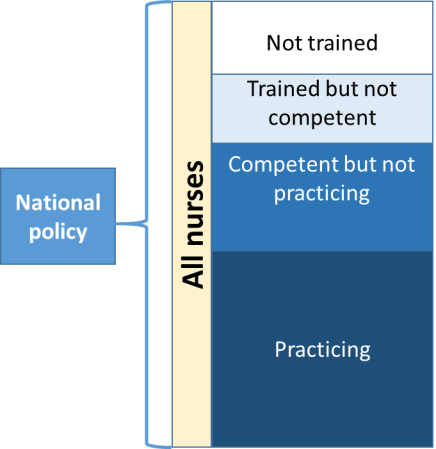 National
policy
All nurses
Not trained
Trained but not
competent
Competent but not
practicing
Practicing